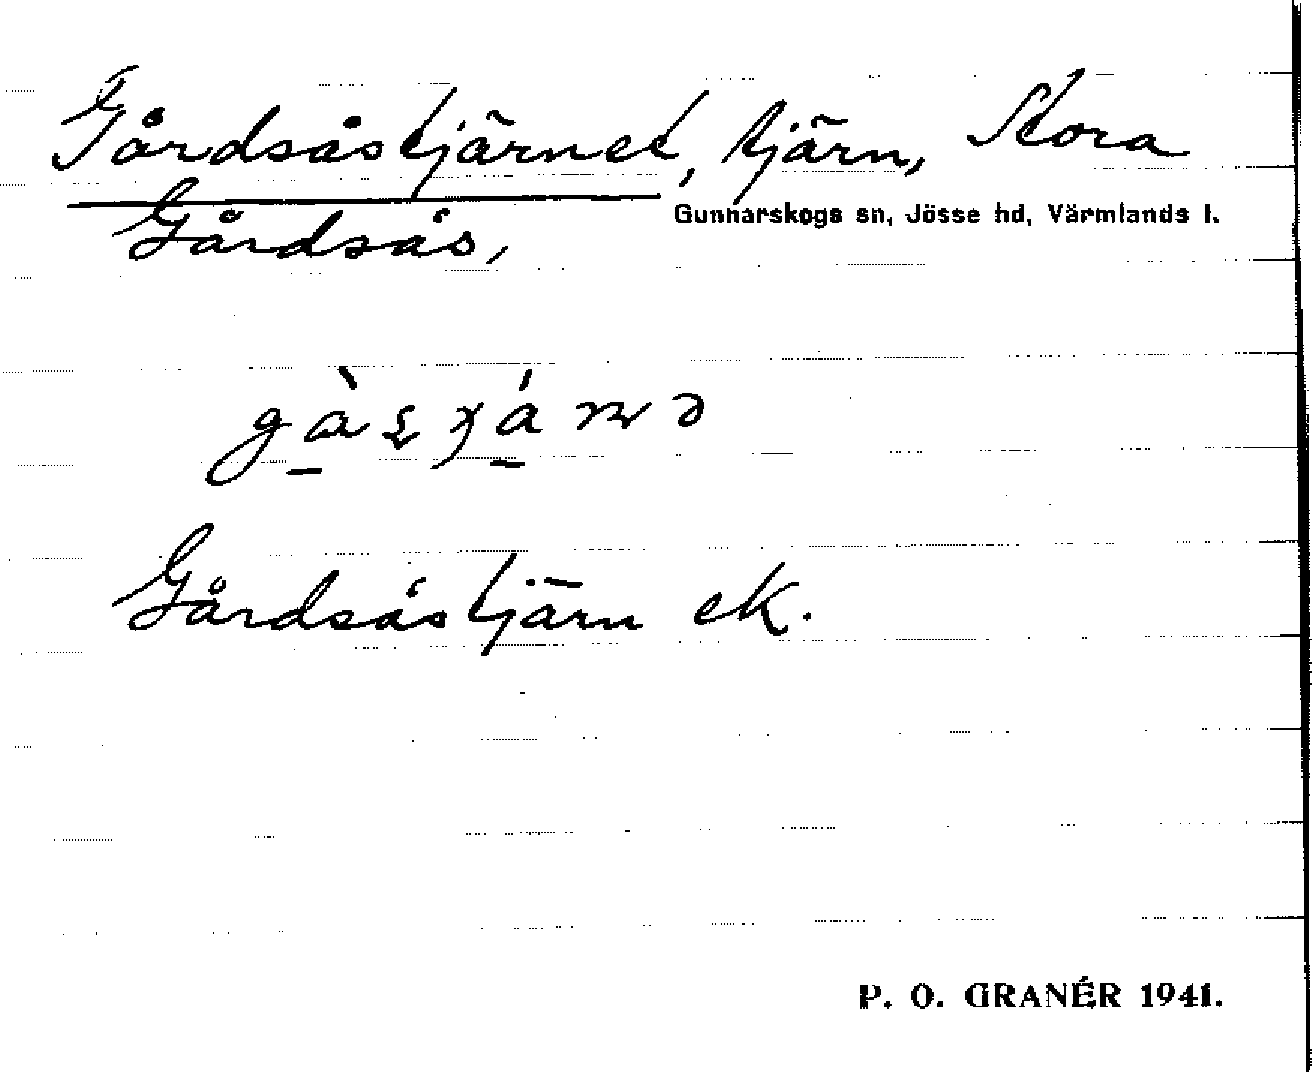 Gårdsåstjärnet, tjärn, Stora
Gårdsås,
Gunnarskogs sn, Jösse hd, Värmlands l.
Gårdsåstjärn ek.
P. O. GRANÉR 1941.